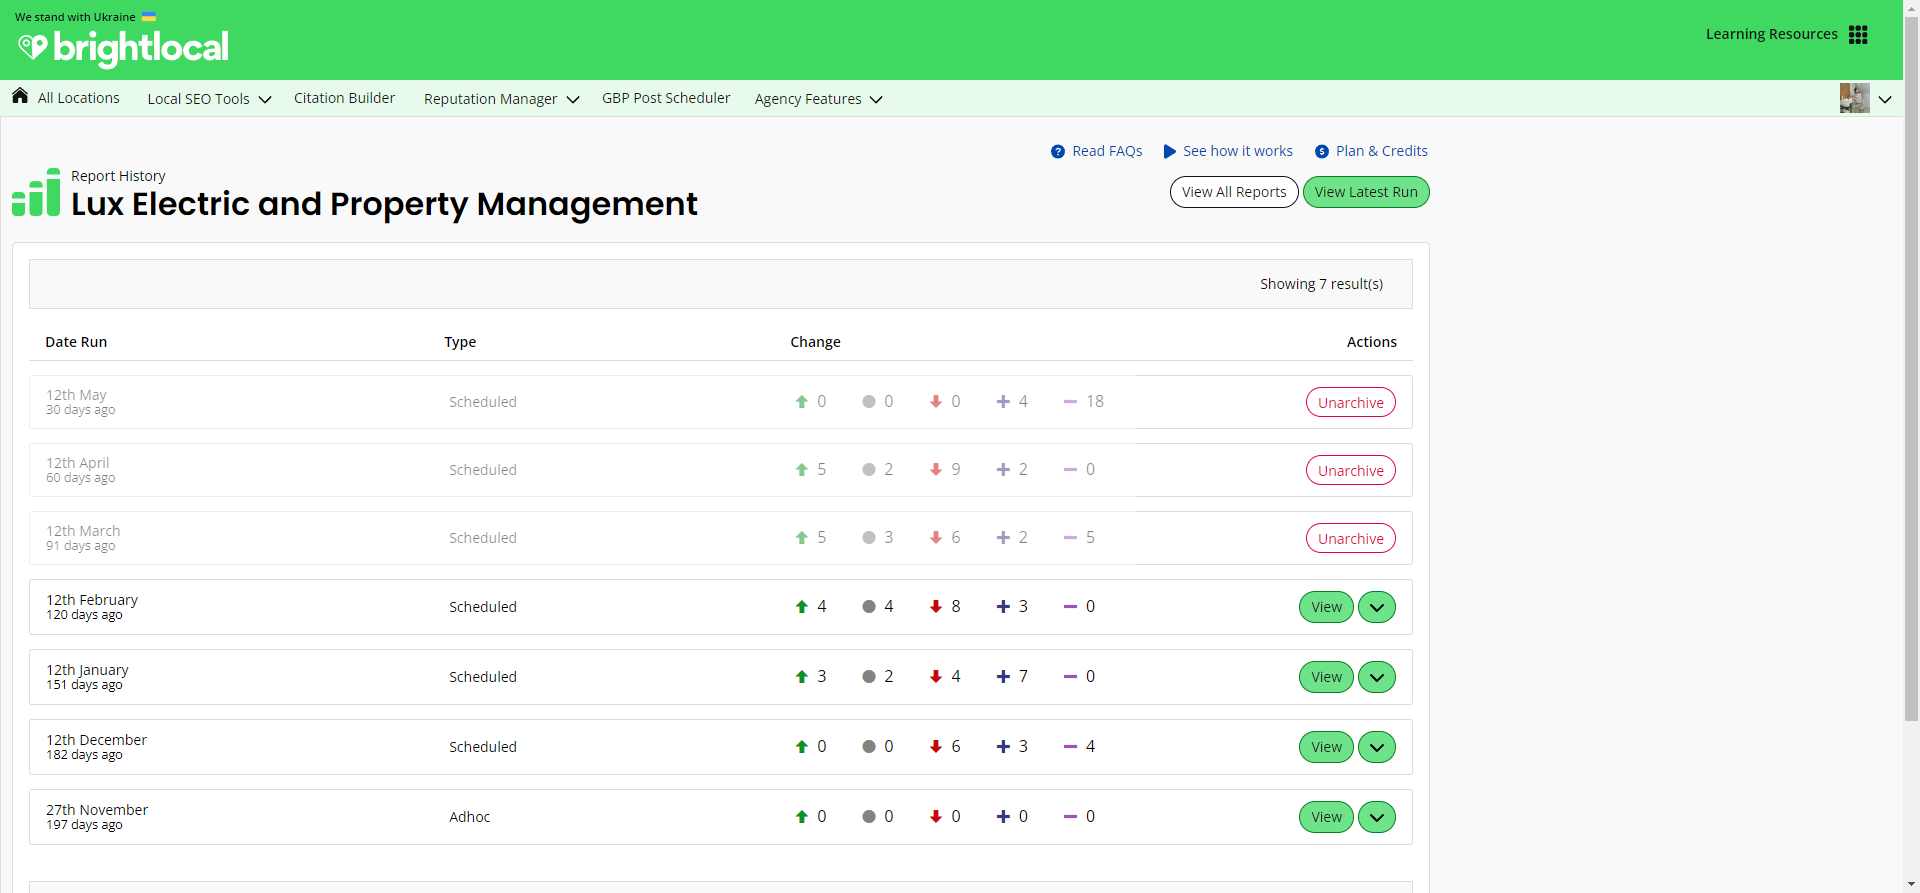 We stand with Ukraine
brightlocal
Learning Resources
All Locations Local SEO Tools Citation Builder Reputation Manager GBP Post Scheduler Agency Features
Read FAQs See how it works Plan & Credits
Report History
Lux Electric and Property Management
View All Reports View Latest Run
Showing 7 result(s)
Date Run Type Change Actions
12th May
30 days ago
Scheduled 0 0 0 4 18 Unarchive
12th April
60 days ago
Scheduled 5 2 9 2 0 Unarchive
12th March
91 days ago
Scheduled 5 3 6 2 5 Unarchive
12th February
120 days ago
Scheduled 4 4 8 3 0 View
12th January
151 days ago
Scheduled 3 2 4 7 0 View
12th December
182 days ago
Scheduled 0 0 6 3 4 View
27th November
197 days ago
Adhoc 0 0 0 0 0 View